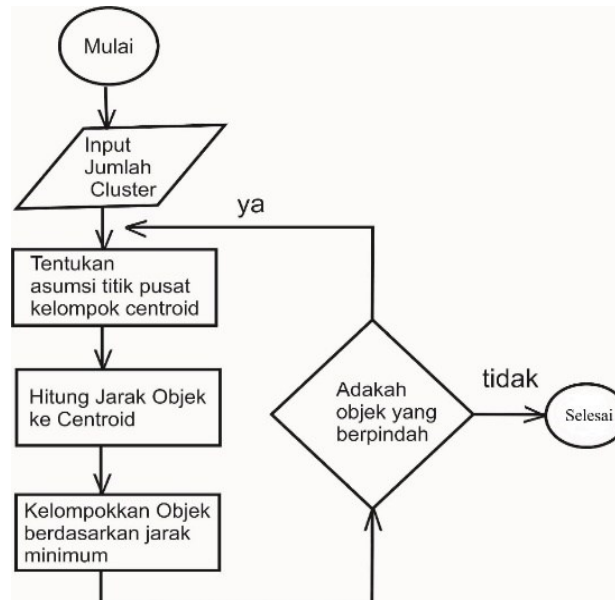 Mulai
Input
Jumlah
Cluster
ya
Tentukan
asumsi titik pusat
kelompok centroid
Hitung Jarak Objek
ke Centroid
Kelompokkan Objek
berdasarkan jarak
minimum
Adakah
objek yang
berpindah
tidak
Selesai